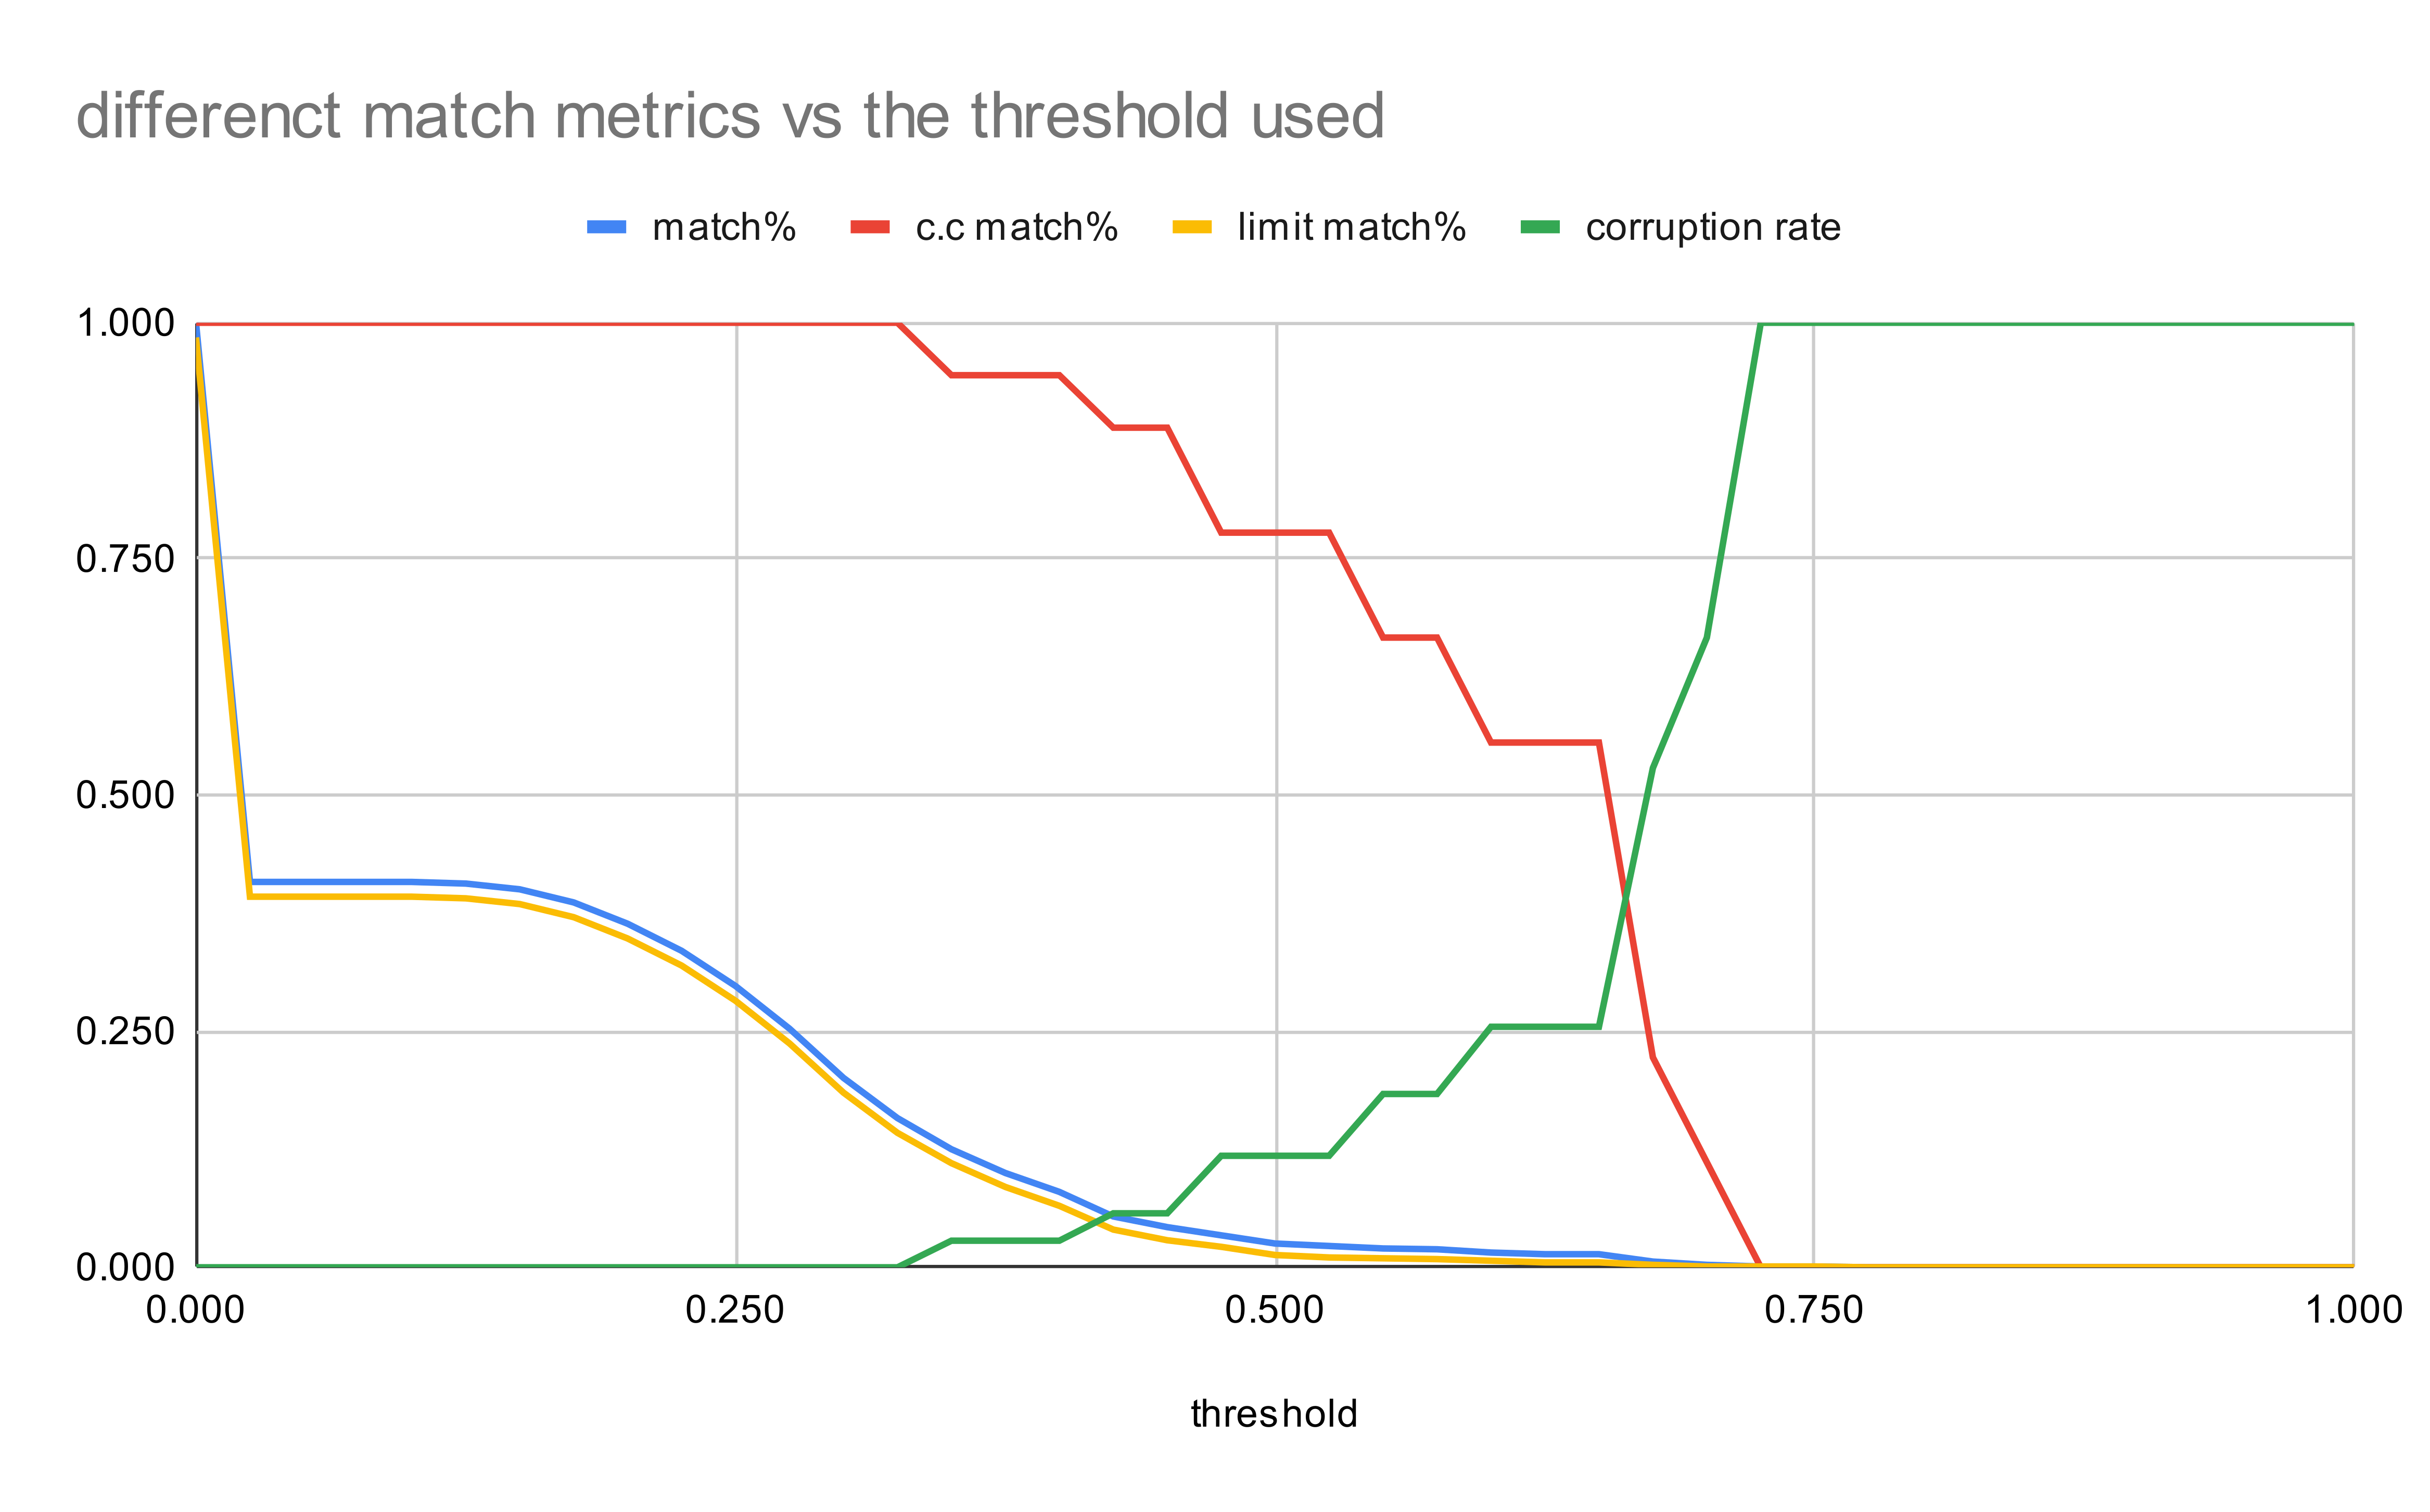 differenct match metrics vs the threshold used
match% c.c match% limit match% corruption rate
1.000
0.750
0.500
0.250
0.000
0.000 0.250 0.500 0.750 1.000
threshold